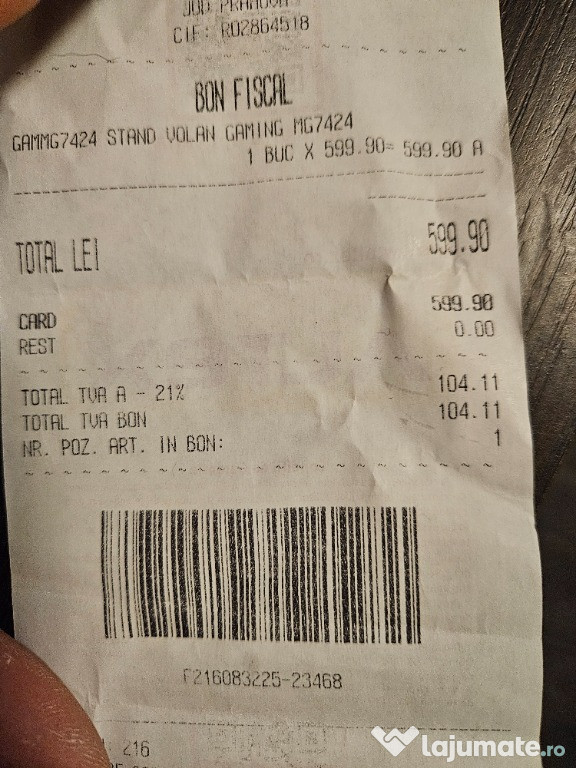 JUD PRAHOVA
CIF: RO2864518
BON FISCAL
GAMMG7424 STAND VOLAN GAMING MG7424
1 BUC X 599.90= 599.90 A
TOTAL LEI 599.90
CARD 599.90
REST 0.00
TOTAL TVA A - 21% 104.11
TOTAL TVA BON 104.11
NR. POZ. ART. IN BON: 1
F216083225-23468
: 216
lajumate.ro